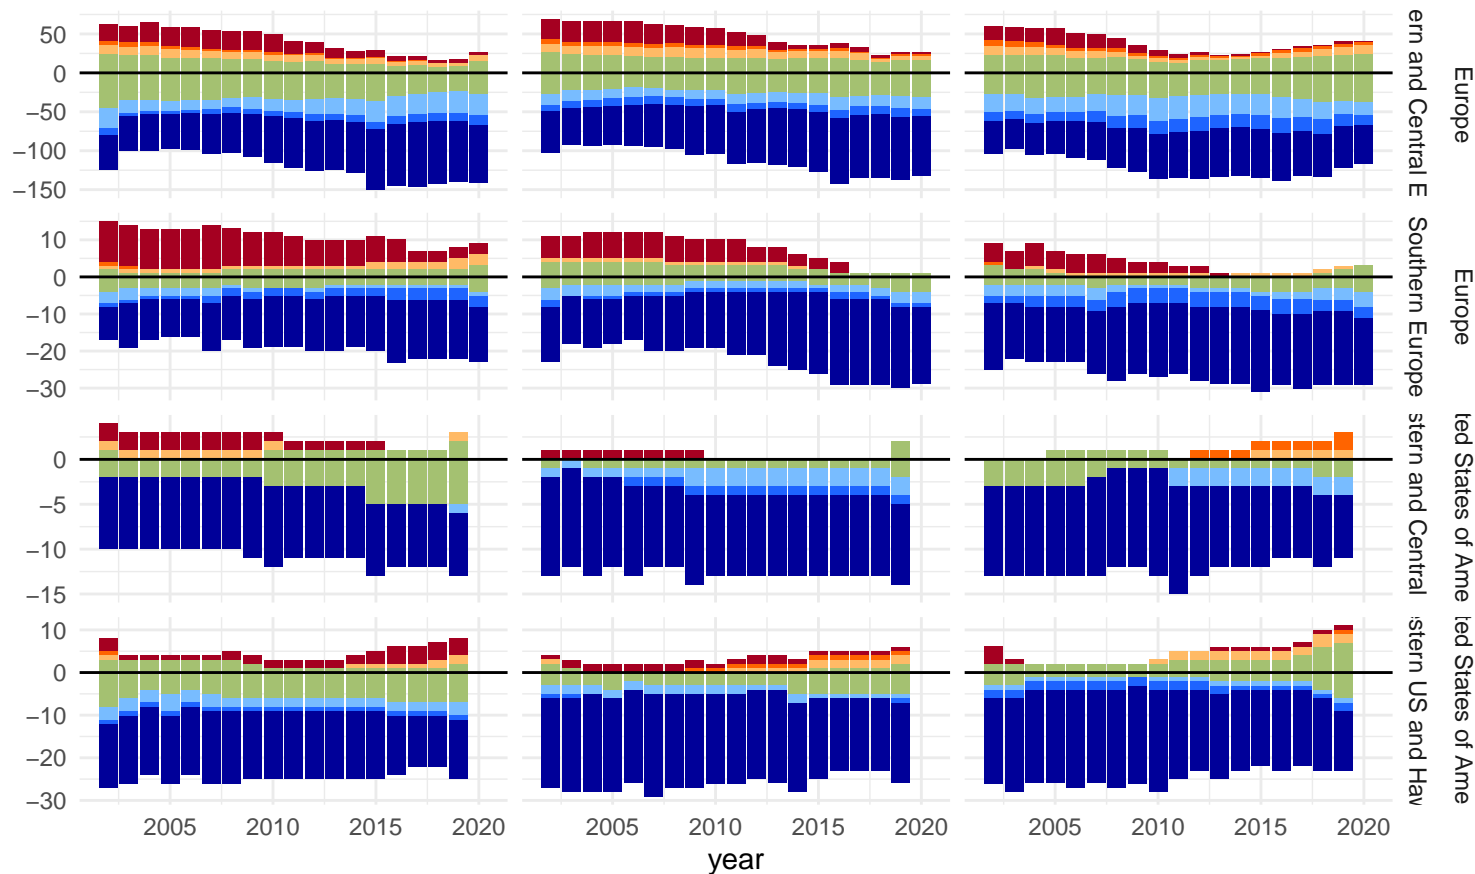 50
0
−50
−100
−150
ern and Central E
Europe
10
0
−10
−20
−30
Southern Europe
Europe
0
−5
−10
−15
stern and Central
ted States of Ame
10
0
−10
−20
−30
stern US and Hav
ted States of Ame
2005 2010 2015 2020 2005 2010 2015 2020 2005 2010 2015 2020
year